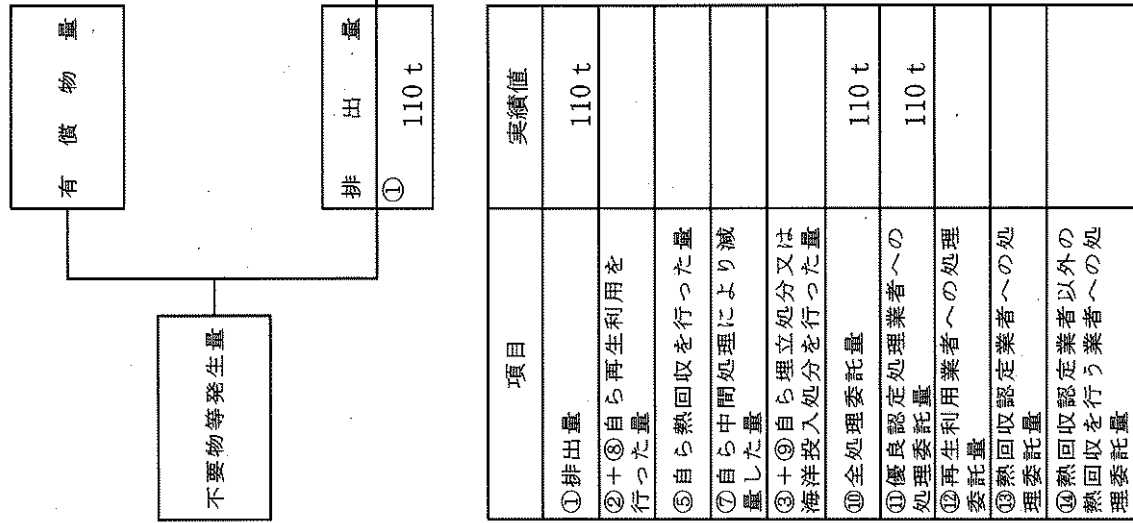 有償物量
不要物等発生量
排出量
①
110 t
項目
実績値
①排出量
110 t
②＋⑧自ら再生利用を
行った量
⑤自ら熱回収を行った量
⑦自ら中間処理により減
量した量
③＋⑨自ら埋立処分又は
海洋投入処分を行った量
⑩全処理委託量
110 t
⑪優良認定処理業者への
処理委託量
110 t
⑫再生利用業者への処理
委託量
⑬熱回収認定業者への処
理委託量
⑭熱回収認定業者以外の
熱回収を行う業者への処
理委託量